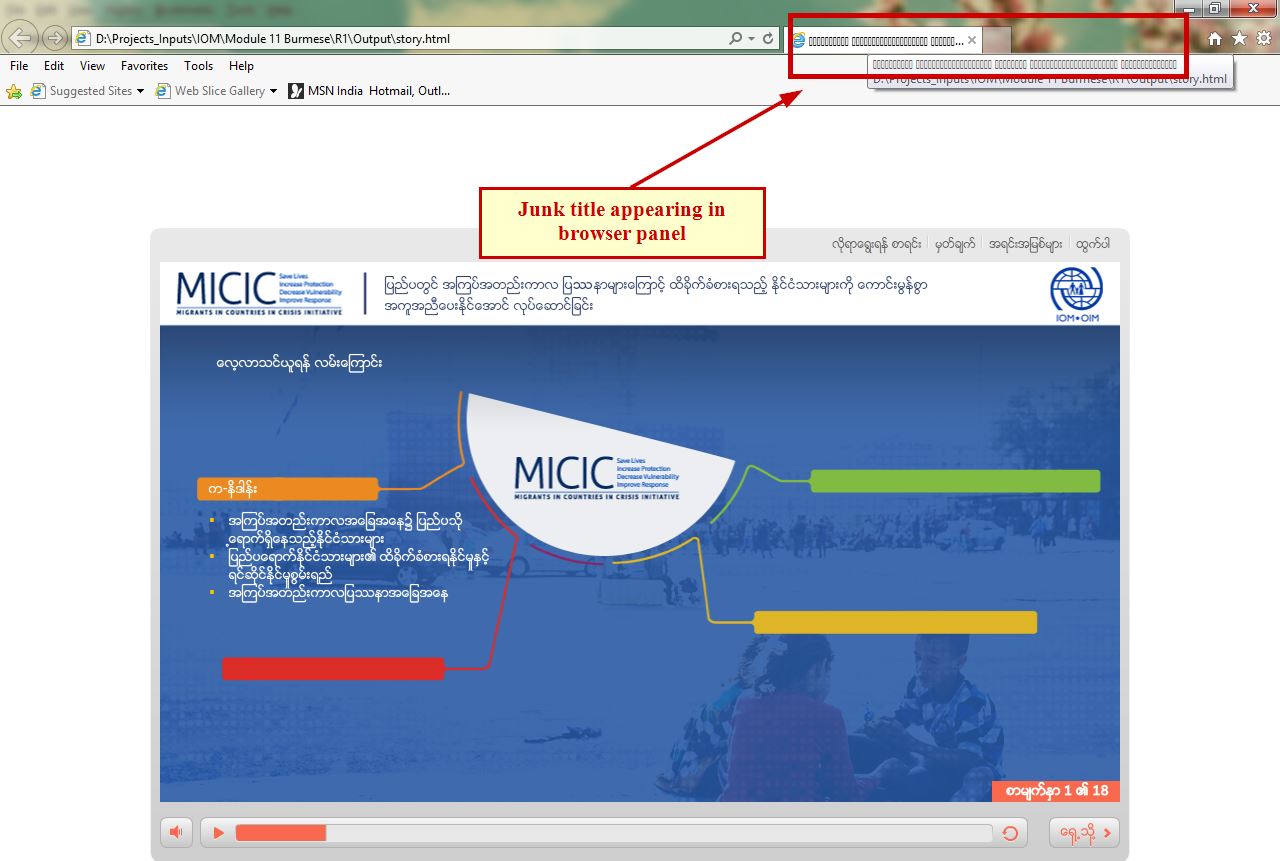 D:\Projects_Inputs\IOM\Module 11 Burmese\R1\Output\story.html
File Edit View Favorites Tools Help
D:\Projects_Inputs\IOM\Module 11 Burmese\R1\Output\story.html
Suggested Sites Web Slice Gallery MSN India Hotmail, Outl...
Junk title appearing in
browser panel
လိုရာရွေးရန် စာရင်း မှတ်ချက် အရင်းအမြစ်များ ထွက်ပါ
MICIC
Save Lives
Increase Protection
Decrease Vulnerability
Improve Response
MIGRANTS IN COUNTRIES IN CRISIS INITIATIVE
ပြည်ပတွင် အကြပ်အတည်းကာလ ပြဿနာများကြောင့် ထိခိုက်ခံစားရသည့် နိုင်ငံသားများကို ကောင်းမွန်စွာ
အကူအညီပေးနိုင်အောင် လုပ်ဆောင်ခြင်း
IOM•OIM
လေ့လာသင်ယူရန် လမ်းကြောင်း
MICIC
Save Lives
Increase Protection
Decrease Vulnerability
Improve Response
MIGRANTS IN COUNTRIES IN CRISIS INITIATIVE
က-နိဒါန်း
အကြပ်အတည်းကာလအခြေအနေ၌ ပြည်ပသို့
ရောက်ရှိနေသည့်နိုင်ငံသားများ
ပြည်ပရောက်နိုင်ငံသားများ၏ ထိခိုက်ခံစားရနိုင်မှုနှင့်
ရင်ဆိုင်နိုင်မှုစွမ်းရည်
အကြပ်အတည်းကာလပြဿနာအခြေအနေ
စာမျက်နှာ 1 ၏ 18
ရှေ့သို့